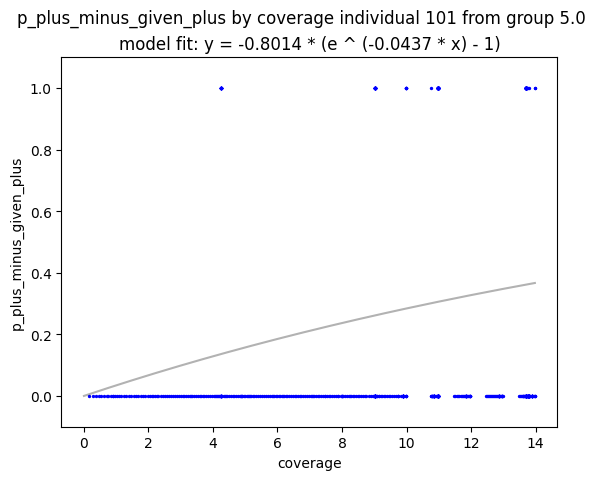 p_plus_minus_given_plus by coverage individual 101 from group 5.0
model fit: y = -0.8014 * (e ^ (-0.0437 * x) - 1)
1.0
0.8
0.6
0.4
0.2
0.0
p_plus_minus_given_plus
0 2 4 6 8 10 12 14
coverage